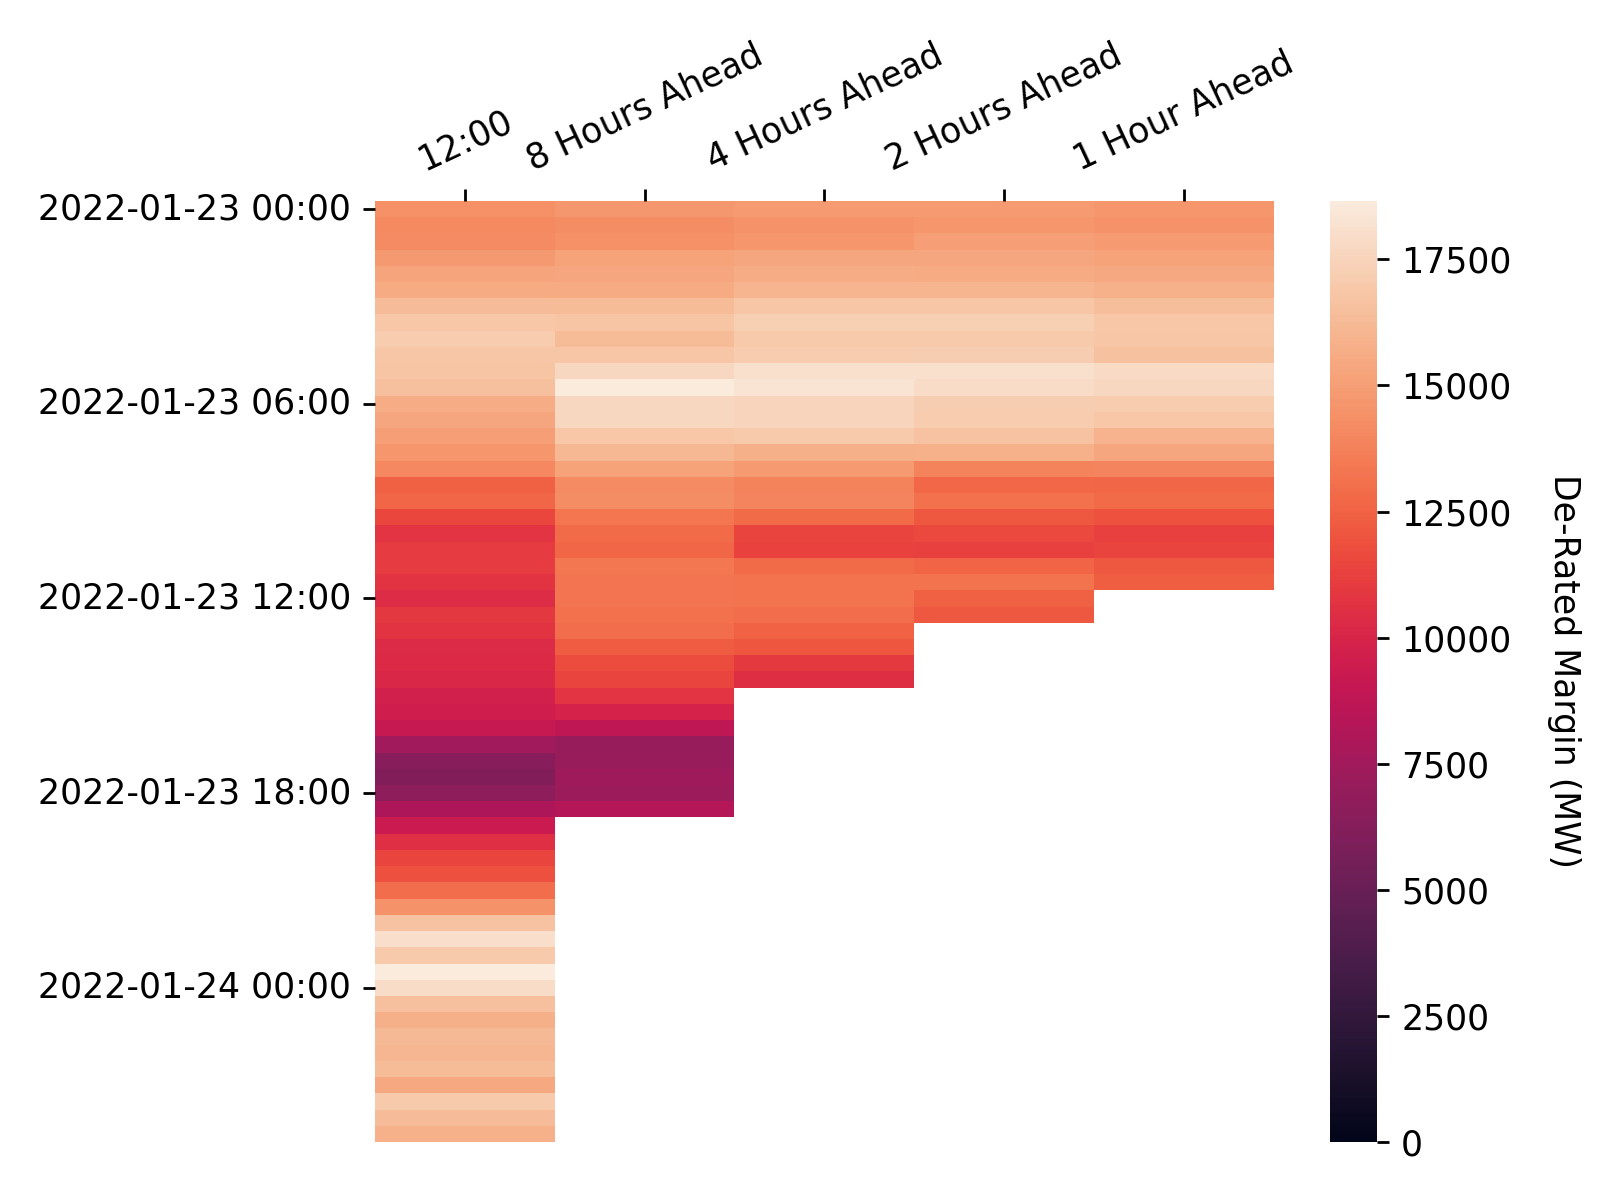 12:00
8 Hours Ahead
4 Hours Ahead
2 Hours Ahead
1 Hour Ahead
2022-01-23 00:00
2022-01-23 06:00
2022-01-23 12:00
2022-01-23 18:00
2022-01-24 00:00
17500
15000
12500
10000
7500
5000
2500
0
De-Rated Margin (MW)